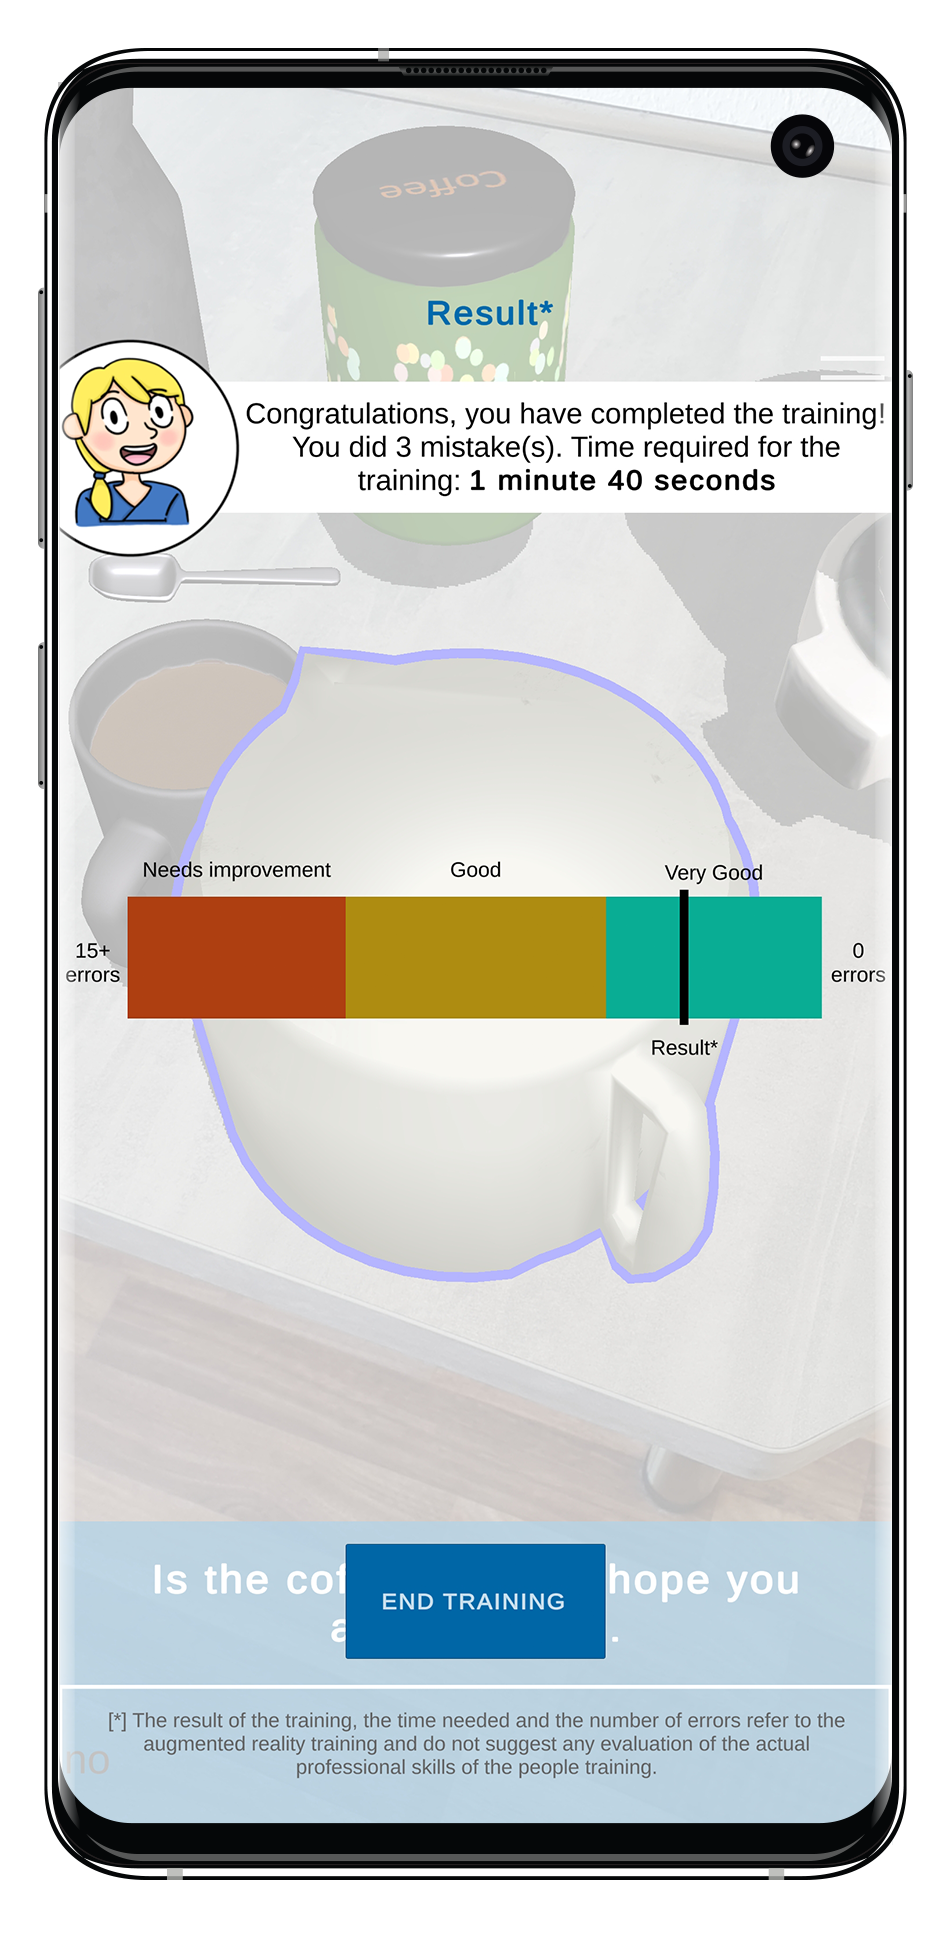 Coffee
Result*
Congratulations, you have completed the training!
You did 3 mistake(s). Time required for the
training: 1 minute 40 seconds
Needs improvement Good Very Good
15+
errors
0
errors
Result*
Is the hope you
END TRAINING
.
[*] The result of the training, the time needed and the number of errors refer to the
augmented reality training and do not suggest any evaluation of the actual
professional skills of the people training.
no